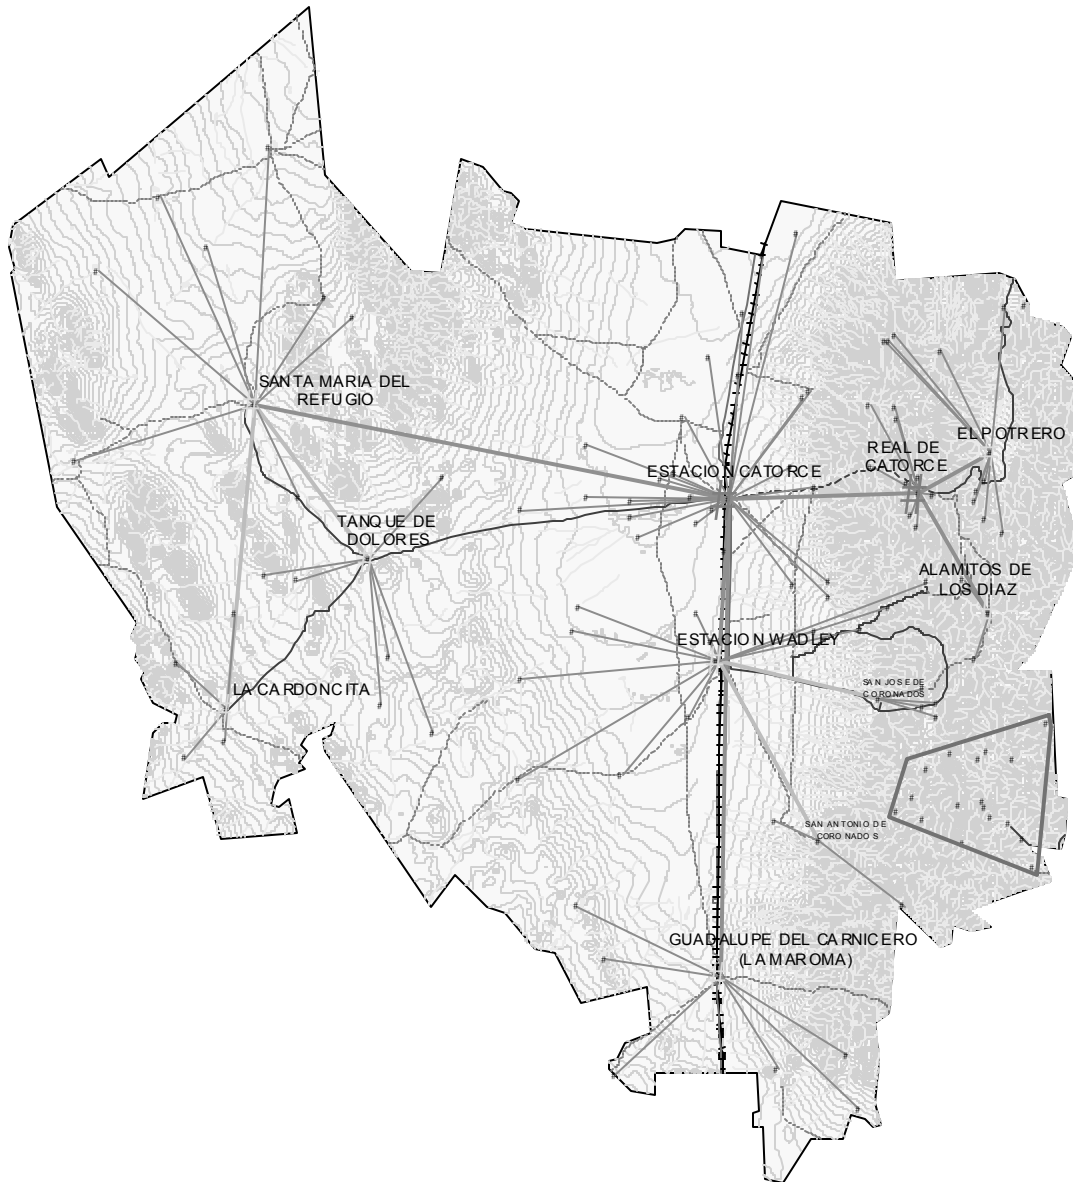 SANTA MARIA DEL
REFUGIO
EL POTRERO
REAL DE
CATORCE
ESTACION CATORCE
TANQUE DE
DOLORES
ALAMITOS DE
LOS DIAZ
ESTACION WADLEY
SAN JOSE DE
CORONADOS
LA CARDONCITA
SAN ANTONIO DE
CORONADOS
GUADALUPE DEL CARNICERO
(LA MAROMA)